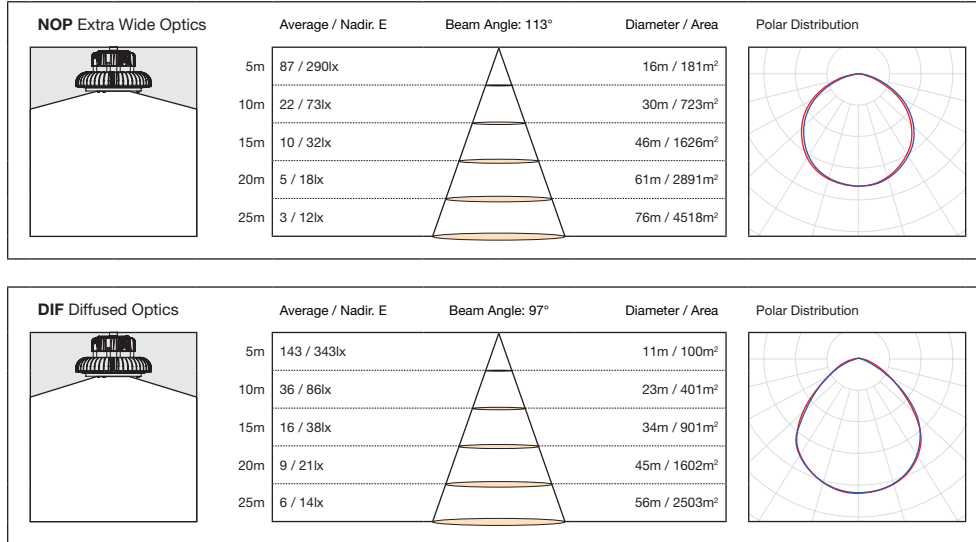 NOP Extra Wide Optics Average / Nadir. E Beam Angle: 113° Diameter / Area Polar Distribution
5m 87 / 290lx 16m / 181m²
10m 22 / 73lx 30m / 723m²
15m 10 / 32lx 46m / 1626m²
20m 5 / 18lx 61m / 2891m²
25m 3 / 12lx 76m / 4518m²
DIF Diffused Optics Average / Nadir. E Beam Angle: 97° Diameter / Area Polar Distribution
5m 143 / 343lx 11m / 100m²
10m 36 / 86lx 23m / 401m²
15m 16 / 38lx 34m / 901m²
20m 9 / 21lx 45m / 1602m²
25m 6 / 14lx 56m / 2503m²